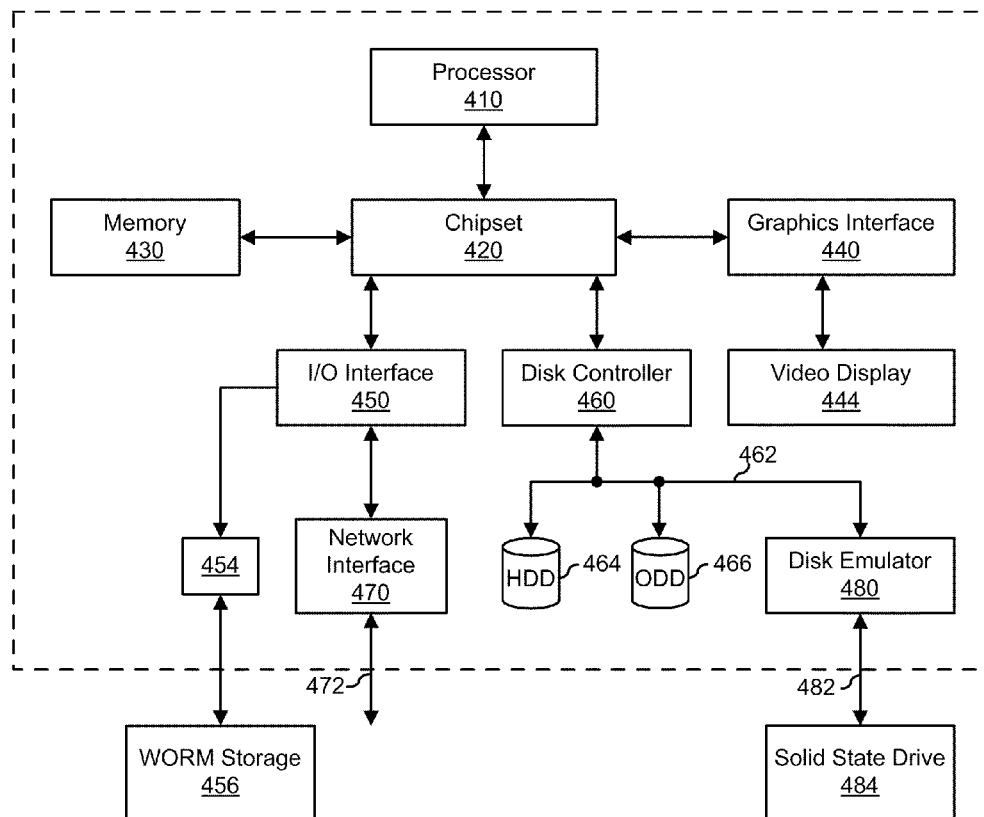 Processor
410
Memory
430
Chipset
420
Graphics Interface
440
I/O Interface
450
Disk Controller
460
Video Display
444
462
454
Network
Interface
470
HDD
464
ODD
466
Disk Emulator
480
472
482
WORM Storage
456
Solid State Drive
484